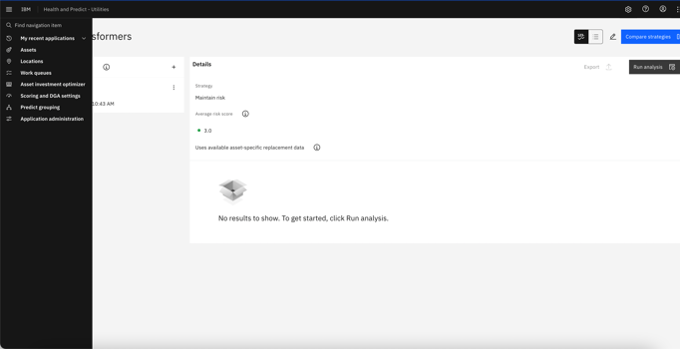 IBM Health and Predict - Utilities
Find navigation item
My recent applications
Assets
Locations
Work queues
Asset investment optimizer
Scoring and DGA settings
Predict grouping
Application administration
sformers
Compare strategies
10:43 AM
Details
Export
Run analysis
Strategy
Maintain-risk
Average risk score
3.0
Uses available asset-specific replacement data
No results to show. To get started, click Run analysis.